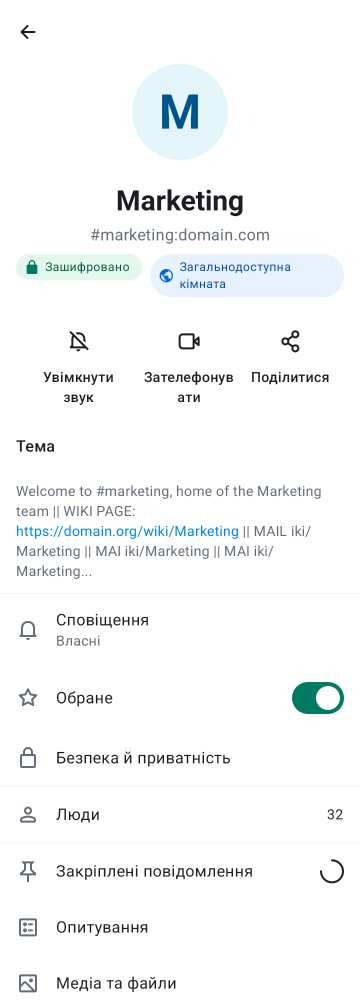 M
Marketing
#marketing:domain.com
Зашифровано
Загальнодоступна
кімната
Увімкнути
звук
Зателефонув
ати
Поділитися
Тема
Welcome to #marketing, home of the Marketing
team || WIKI PAGE:
https://domain.org/wiki/Marketing || MAIL iki/
Marketing || MAI iki/Marketing || MAI iki/
Marketing...
Сповіщення
Власні
Обране
Безпека й приватність
Люди
32
Закріплені повідомлення
Опитування
Медіа та файли